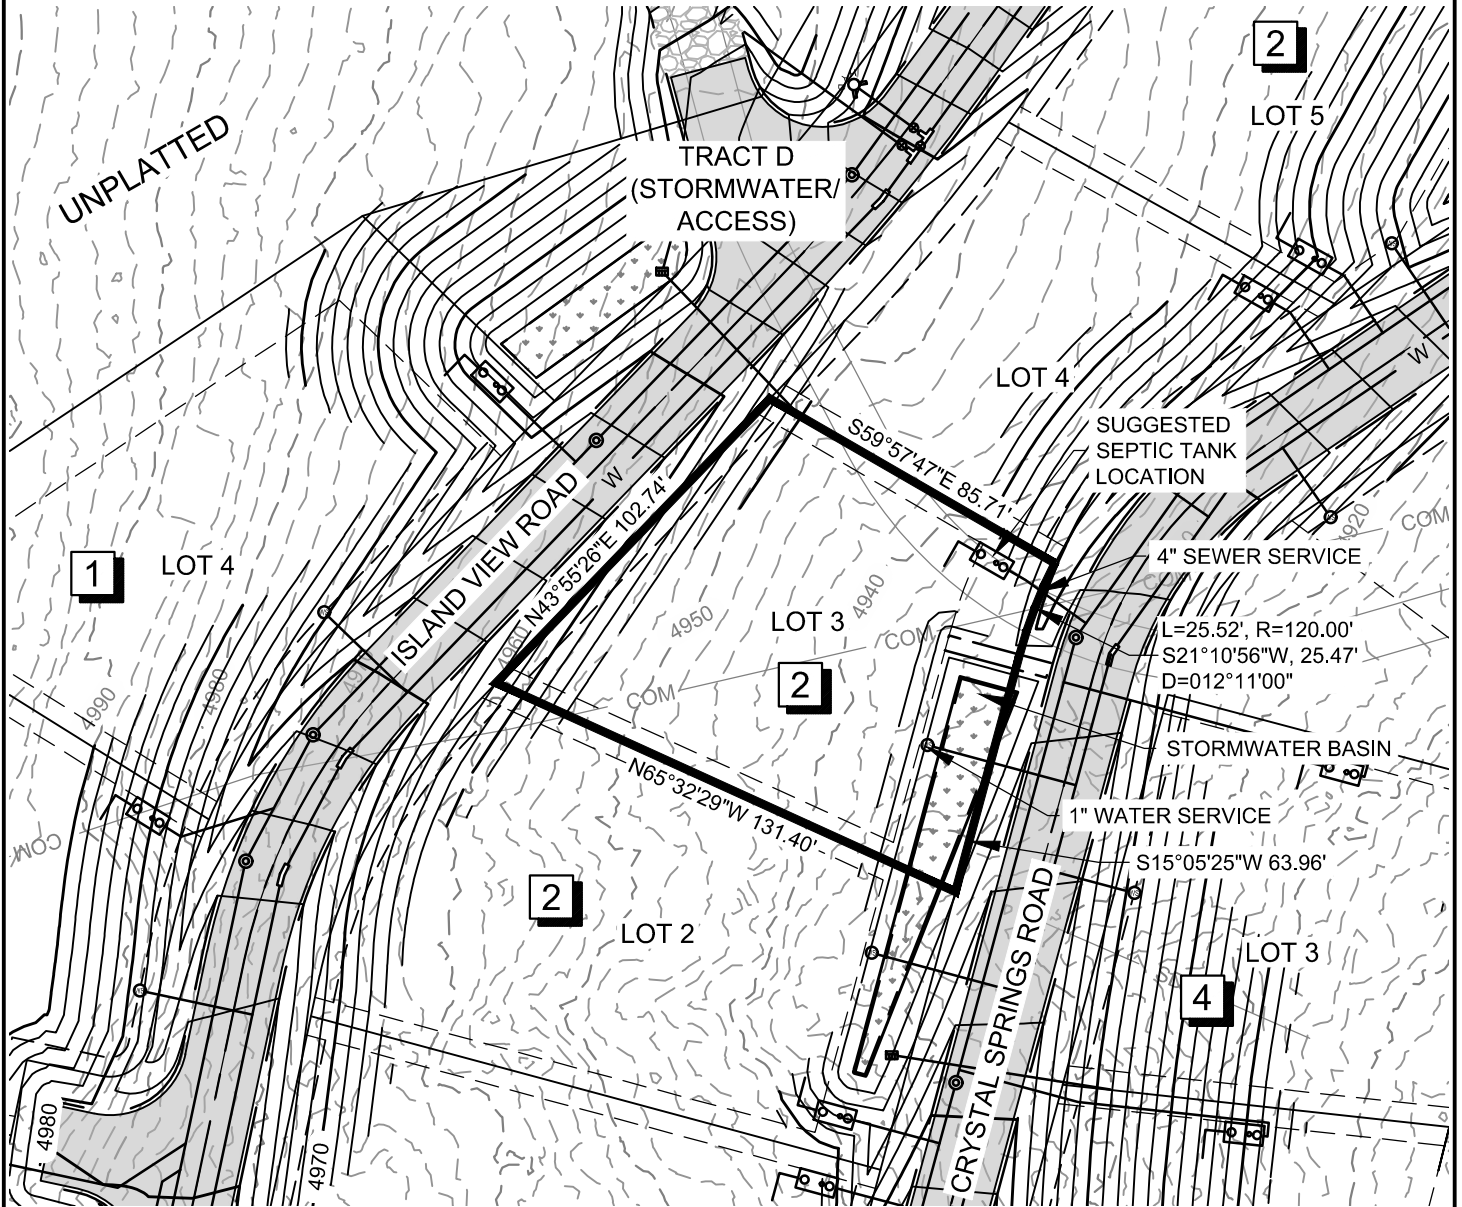 2
LOT 5
UNPLATTED
TRACT D
(STORMWATER/
ACCESS)
W
LOT 4
SUGGESTED
SEPTIC TANK
LOCATION
S59°57'47"E 85.71'
W
N43°55'26"E 102.74'
ISLAND VIEW ROAD
4920
COM
1
LOT 4
4" SEWER SERVICE
COM
4940
4950
LOT 3
COM
4960
L=25.52', R=120.00'
S21°10'56"W, 25.47'
D=012°11'00"
2
COM
4990
4980
STORMWATER BASIN
N65°32'29"W 131.40'
1" WATER SERVICE
COM
S15°05'25"W 63.96'
2
LOT 2
LOT 3
4
CRYSTAL SPRINGS ROAD
4980
4970